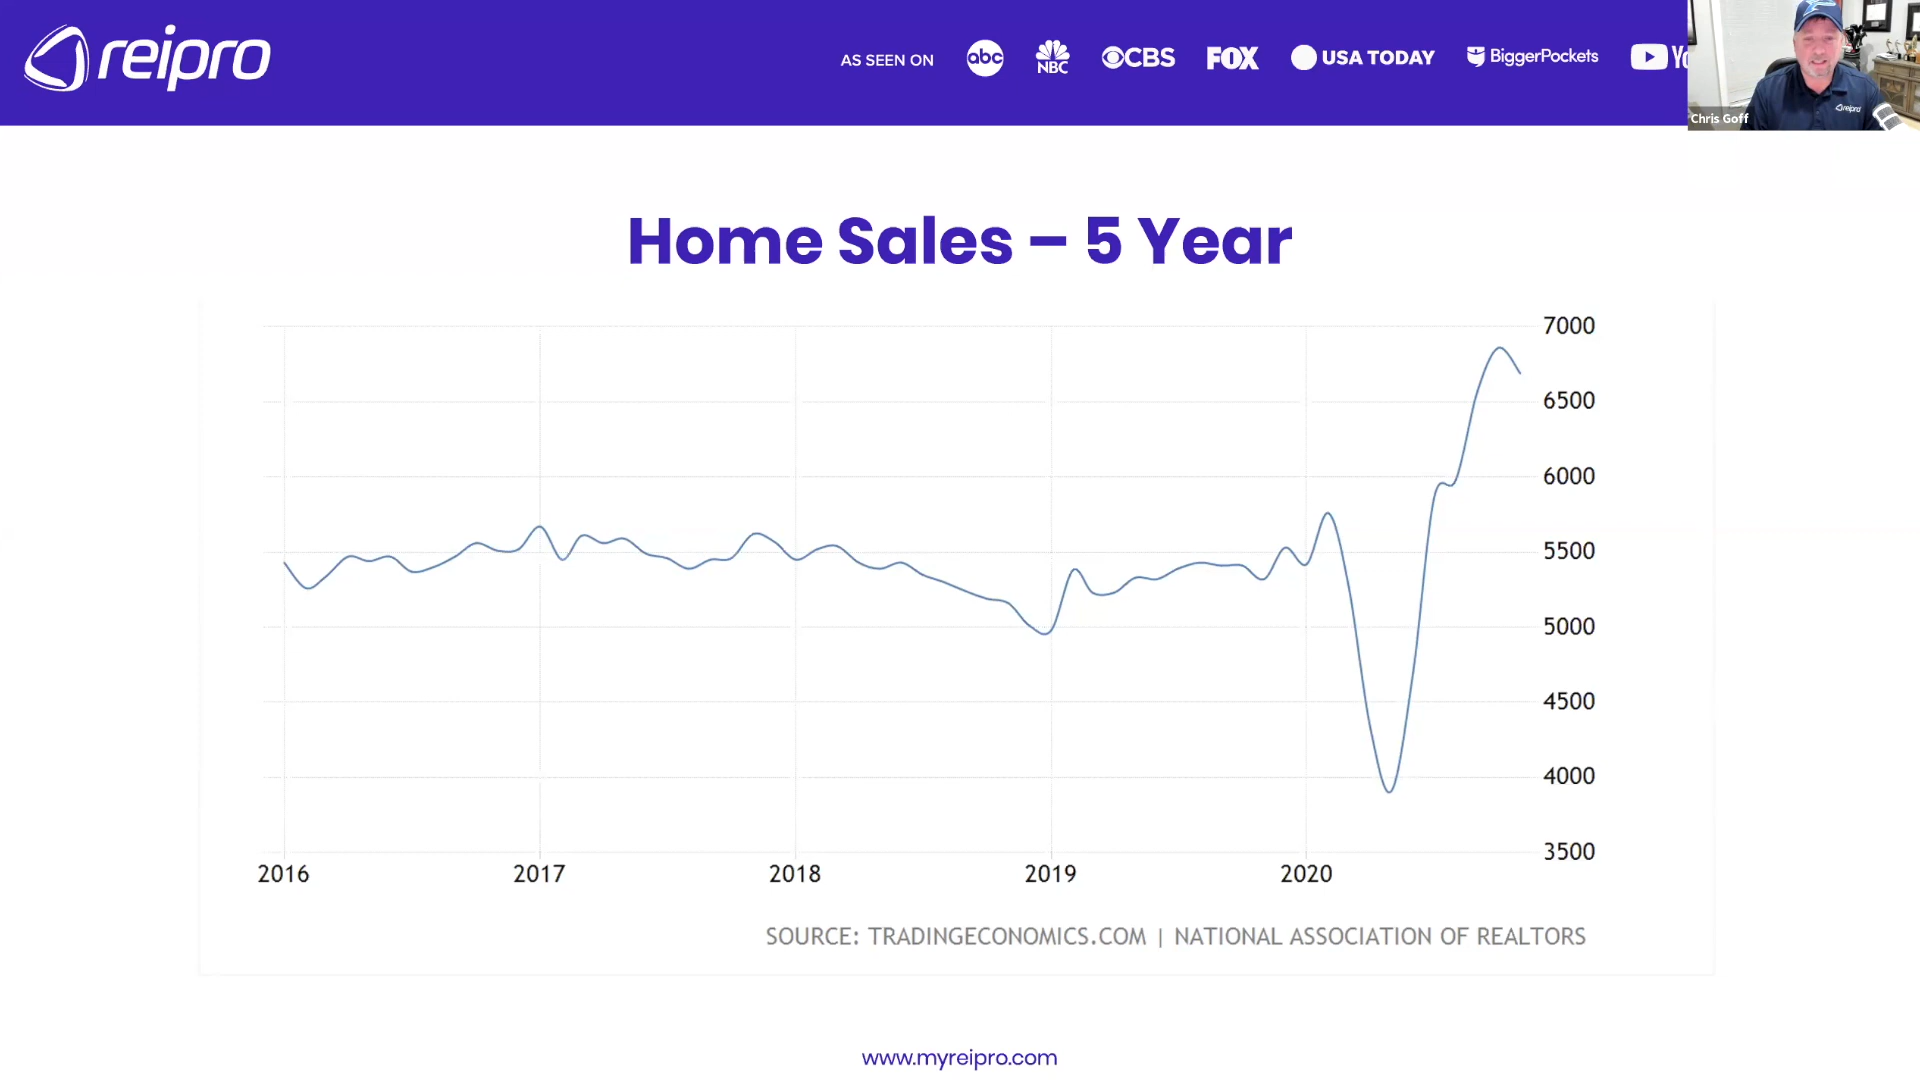 reipro
AS SEEN ON abc NBC CBS FOX USA TODAY BiggerPockets Yo
reipro
Chris Goff
Home Sales – 5 Year
7000
6500
6000
5500
5000
4500
4000
3500
2016 2017 2018 2019 2020
SOURCE: TRADINGECONOMICS.COM | NATIONAL ASSOCIATION OF REALTORS
www.myreipro.com